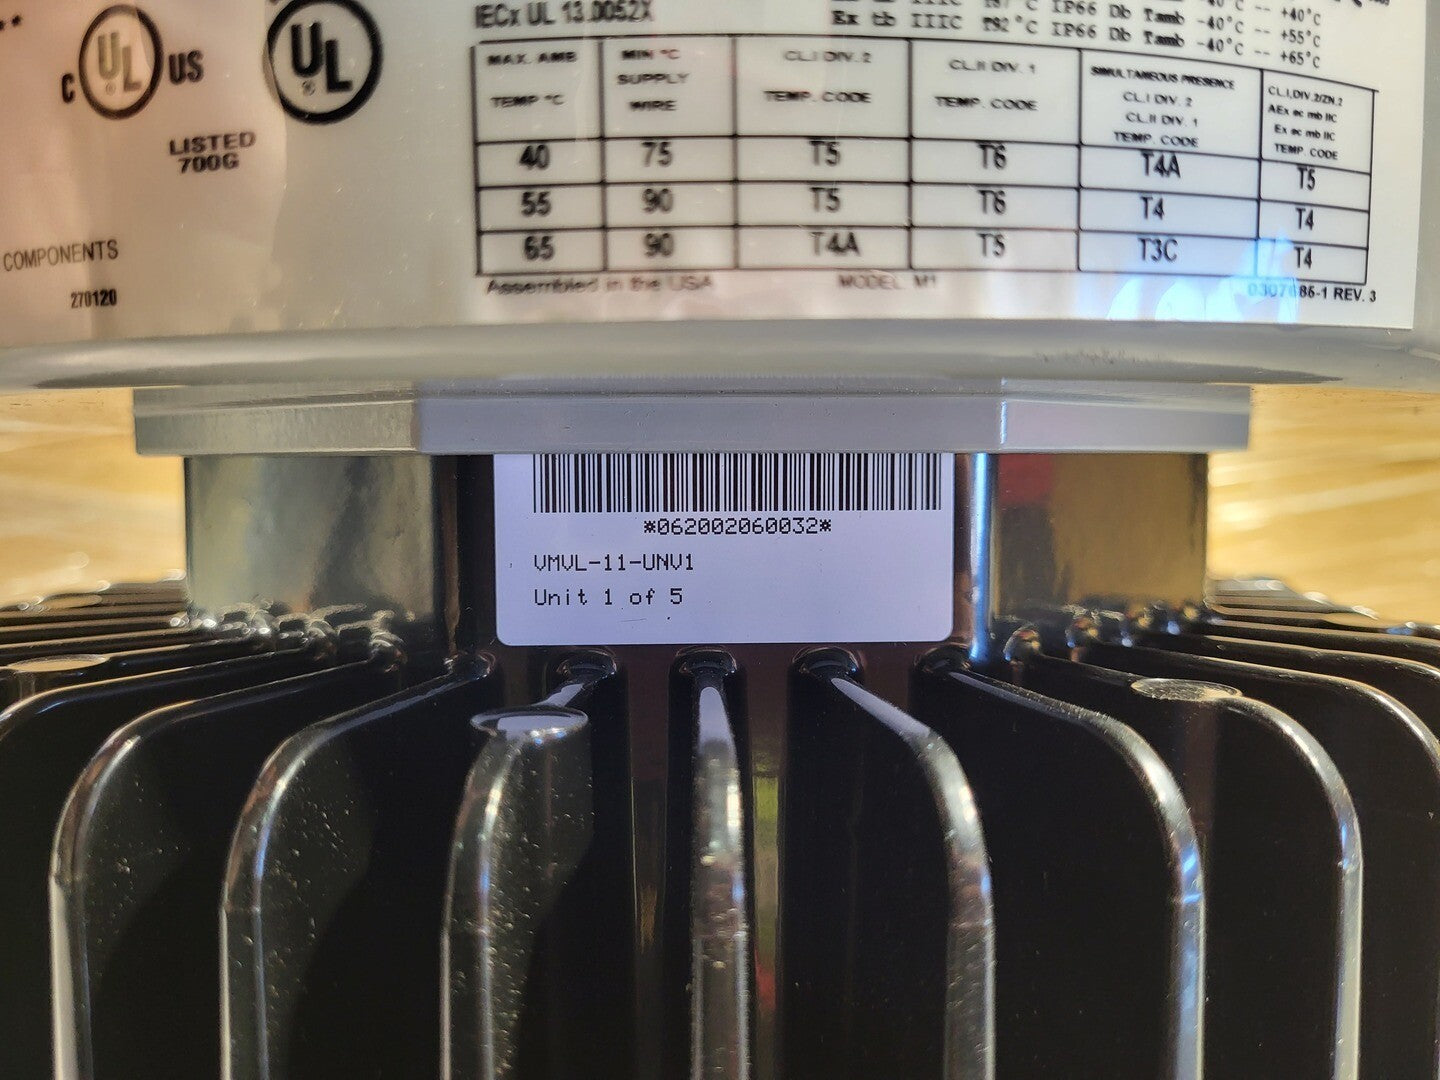 IECx UL 13.0052X
IP66 Db Tamb -40°C -- +55°C
Ex tb IIIC T92°C IP66 Db Tamb -40°C -- +65°C
C UL US
UL
®
LISTED
700G
COMPONENTS
270120
MAX. AMB TEMP °C
MIN °C SUPPLY WIRE
CL.I DIV. 2 TEMP. CODE
CL.II DIV. 1 TEMP. CODE
SIMULTANEOUS PRESENCE CL.I DIV. 2 CL.II DIV. 1 TEMP. CODE
CL.I,DIV.2/ZN.2 AEx ec mb IIC Ex ec mb IIC TEMP. CODE
40 75 T5 T6 T4A T5
55 90 T5 T6 T4 T4
65 90 T4A T5 T3C T4
Assembled in the USA MODEL M1 0307685-1 REV. 3
*062002060032*
VMVL-11-UNV1
Unit 1 of 5